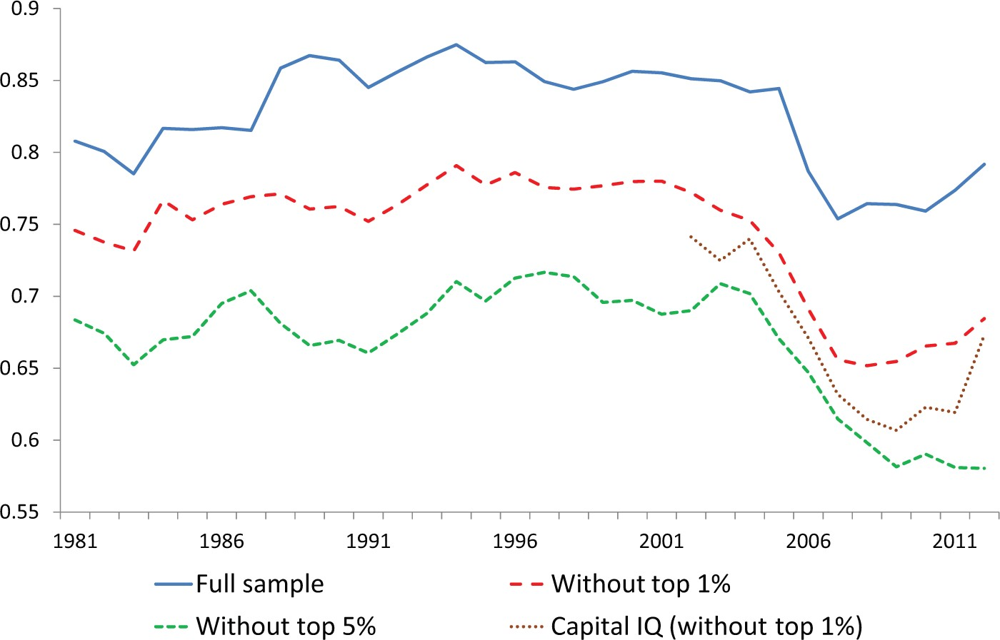 0.9
0.85
0.8
0.75
0.7
0.65
0.6
0.55
1981 1986 1991 1996 2001 2006 2011
Full sample Without top 1%
Without top 5% Capital IQ (without top 1%)